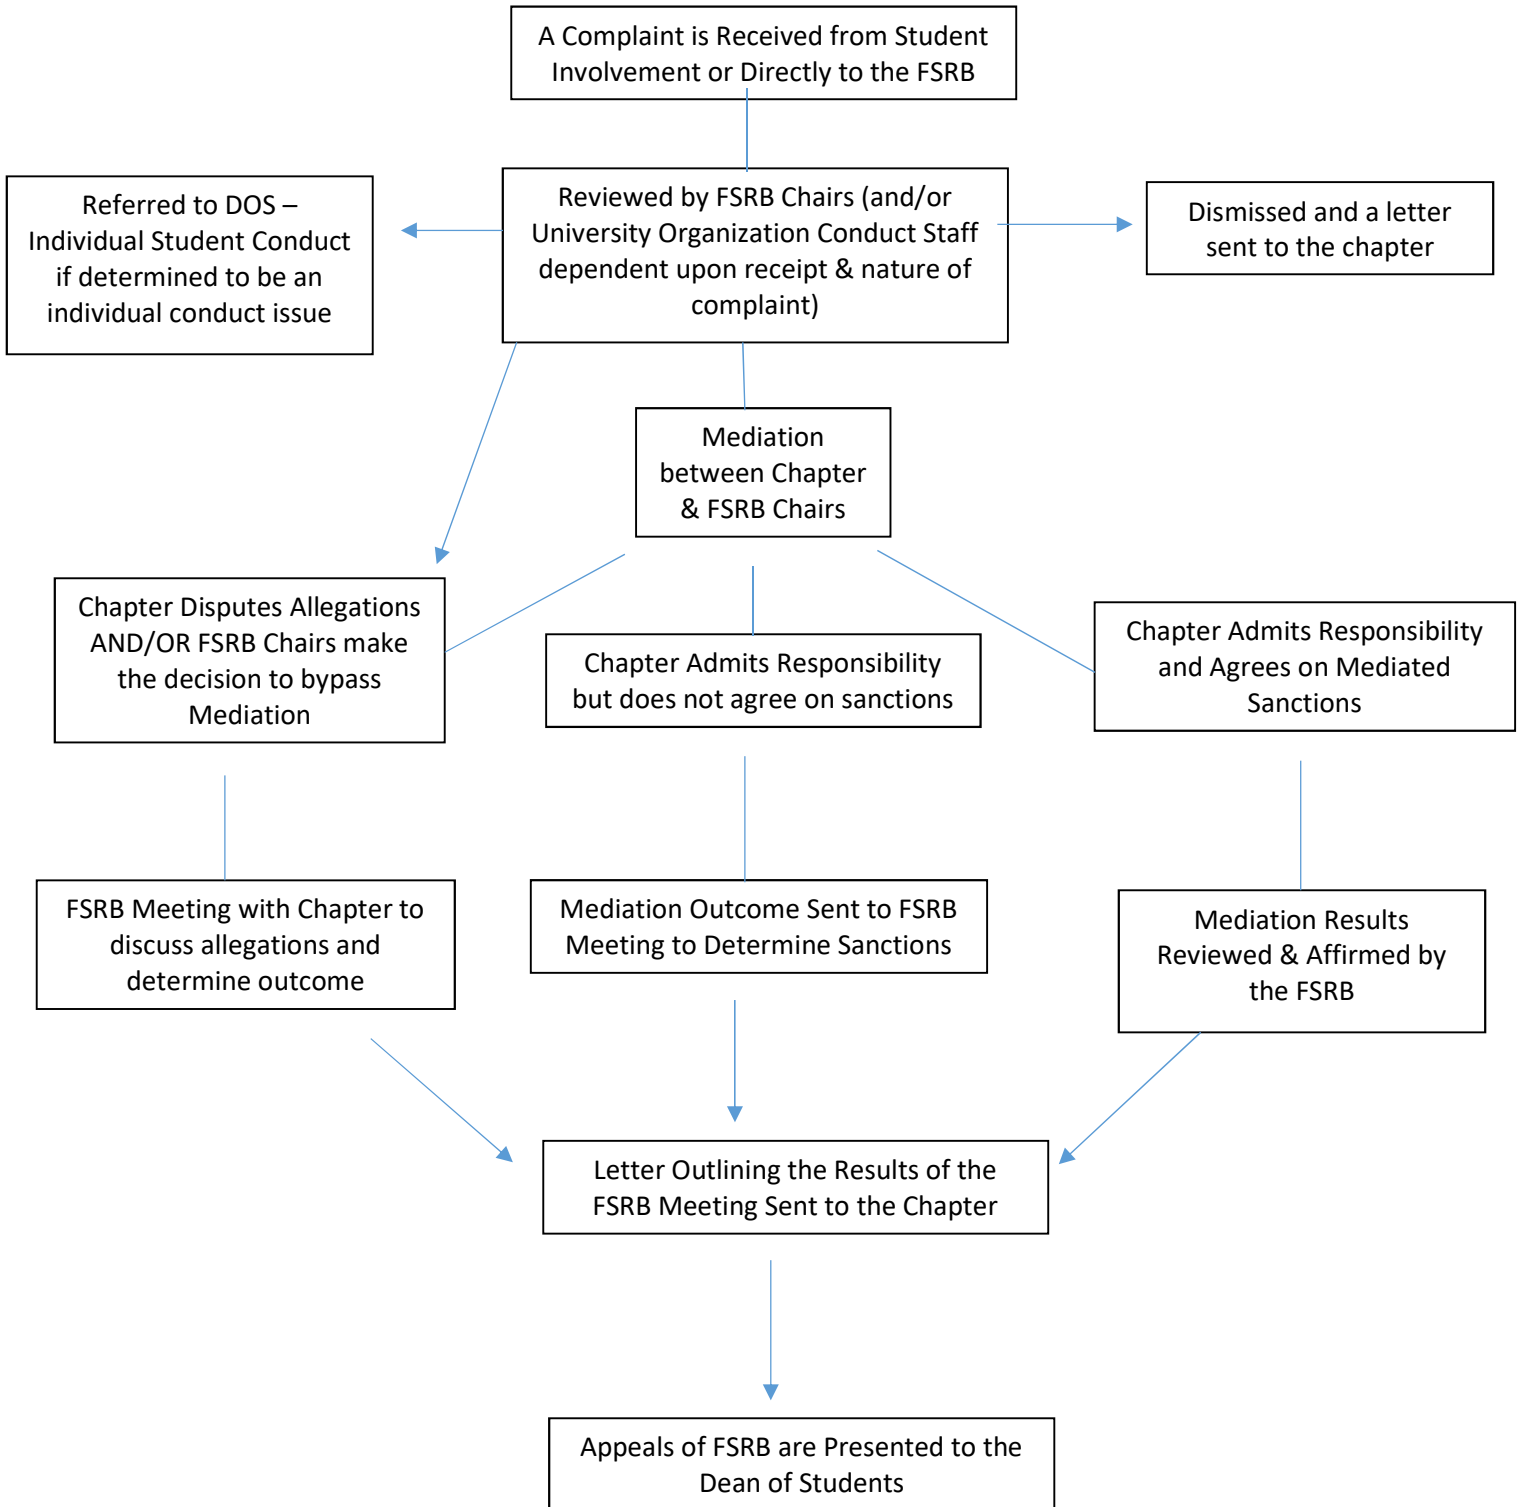 A Complaint is Received from Student
Involvement or Directly to the FSRB
Referred to DOS –
Individual Student Conduct
if determined to be an
individual conduct issue
Reviewed by FSRB Chairs (and/or
University Organization Conduct Staff
dependent upon receipt & nature of
complaint)
Dismissed and a letter
sent to the chapter
Mediation
between Chapter
& FSRB Chairs
Chapter Disputes Allegations
AND/OR FSRB Chairs make
the decision to bypass
Mediation
Chapter Admits Responsibility
but does not agree on sanctions
Chapter Admits Responsibility
and Agrees on Mediated
Sanctions
FSRB Meeting with Chapter to
discuss allegations and
determine outcome
Mediation Outcome Sent to FSRB
Meeting to Determine Sanctions
Mediation Results
Reviewed & Affirmed by
the FSRB
Letter Outlining the Results of the
FSRB Meeting Sent to the Chapter
Appeals of FSRB are Presented to the
Dean of Students